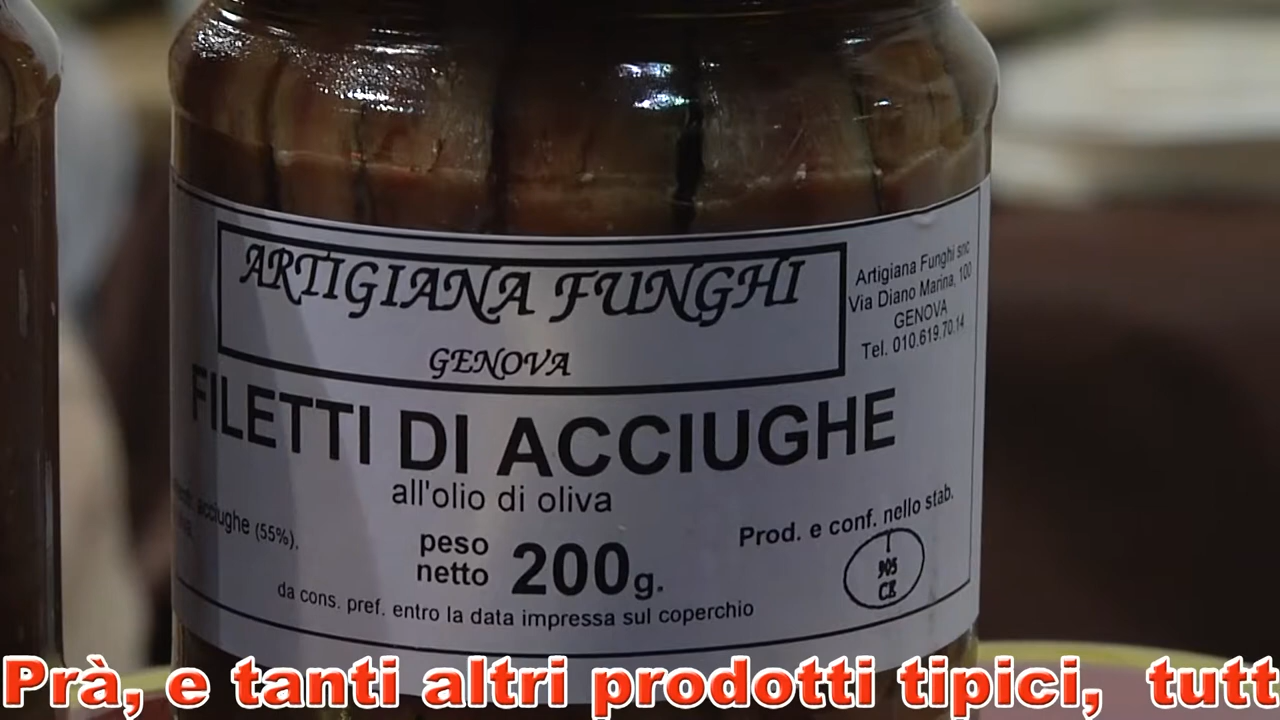 ARTIGIANA FUNGHI
GENOVA
Artigiana Funghi snc
Via Diano Marina, 100
GENOVA
Tel. 010.619.70.14
FILETTI DI ACCIUGHE
all'olio di oliva
acciughe (55%).
peso
netto 200g.
Prod. e conf. nello stab.
I
905
CE
da cons. pref. entro la data impressa sul coperchio
Prà, e tanti altri prodotti tipici, tutt